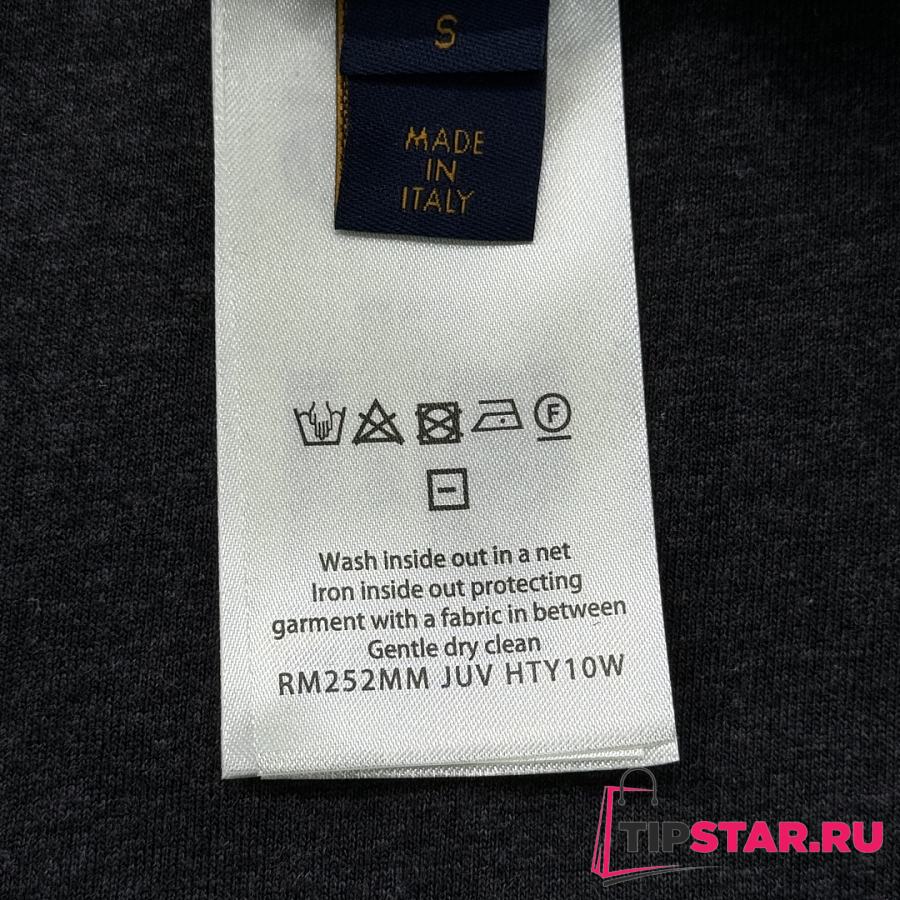 S
MADE
IN
ITALY
F
Wash inside out in a net
Iron inside out protecting
garment with a fabric in between
Gentle dry clean
RM252MM JUV HTY10W
TIPSTAR.RU